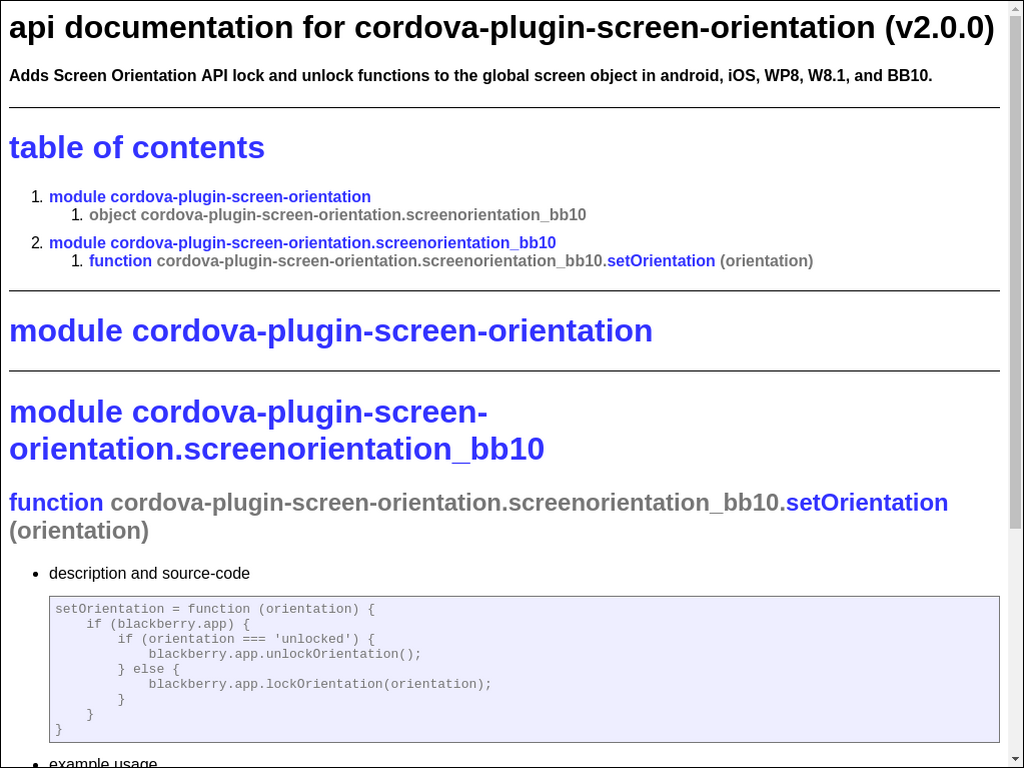 api documentation for cordova-plugin-screen-orientation (v2.0.0)
Adds Screen Orientation API lock and unlock functions to the global screen object in android, iOS, WP8, W8.1, and BB10.
table of contents
1. module cordova-plugin-screen-orientation
1. object cordova-plugin-screen-orientation.screenorientation_bb10
2. module cordova-plugin-screen-orientation.screenorientation_bb10
1. function cordova-plugin-screen-orientation.screenorientation_bb10.setOrientation (orientation)
module cordova-plugin-screen-orientation
module cordova-plugin-screen-
orientation.screenorientation_bb10
function cordova-plugin-screen-orientation.screenorientation_bb10.setOrientation
(orientation)
• description and source-code
setOrientation = function (orientation) {
    if (blackberry.app) {
        if (orientation === 'unlocked') {
            blackberry.app.unlockOrientation();
        } else {
            blackberry.app.lockOrientation(orientation);
        }
    }
}
• example usage